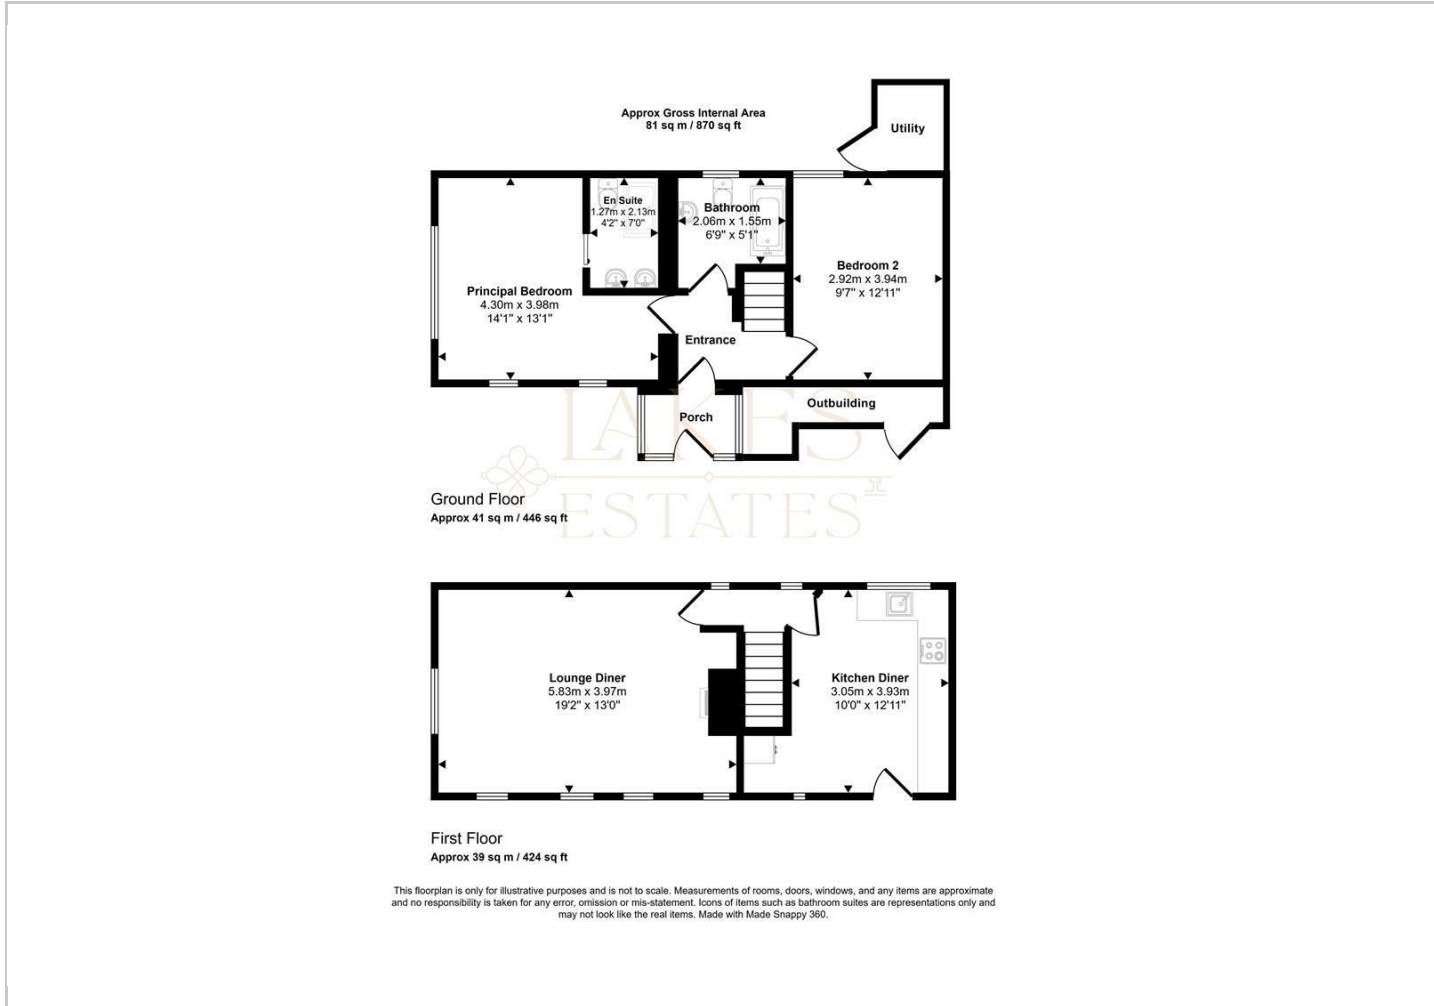 Approx Gross Internal Area
81 sq m / 870 sq ft
Utility
En Suite
1.27m x 2.13m
4'2" x 7'0"
Bathroom
2.06m x 1.55m
6'9" x 5'1"
Bedroom 2
2.92m x 3.94m
9'7" x 12'11"
Principal Bedroom
4.30m x 3.98m
14'1" x 13'1"
Entrance
Outbuilding
Porch
LAKES
ESTATES
Ground Floor
Approx 41 sq m / 446 sq ft
Lounge Diner
5.83m x 3.97m
19'2" x 13'0"
Kitchen Diner
3.05m x 3.93m
10'0" x 12'11"
First Floor
Approx 39 sq m / 424 sq ft
This floorplan is only for illustrative purposes and is not to scale. Measurements of rooms, doors, windows, and any items are approximate
and no responsibility is taken for any error, omission or mis-statement. Icons of items such as bathroom suites are representations only and
may not look like the real items. Made with Made Snappy 360.